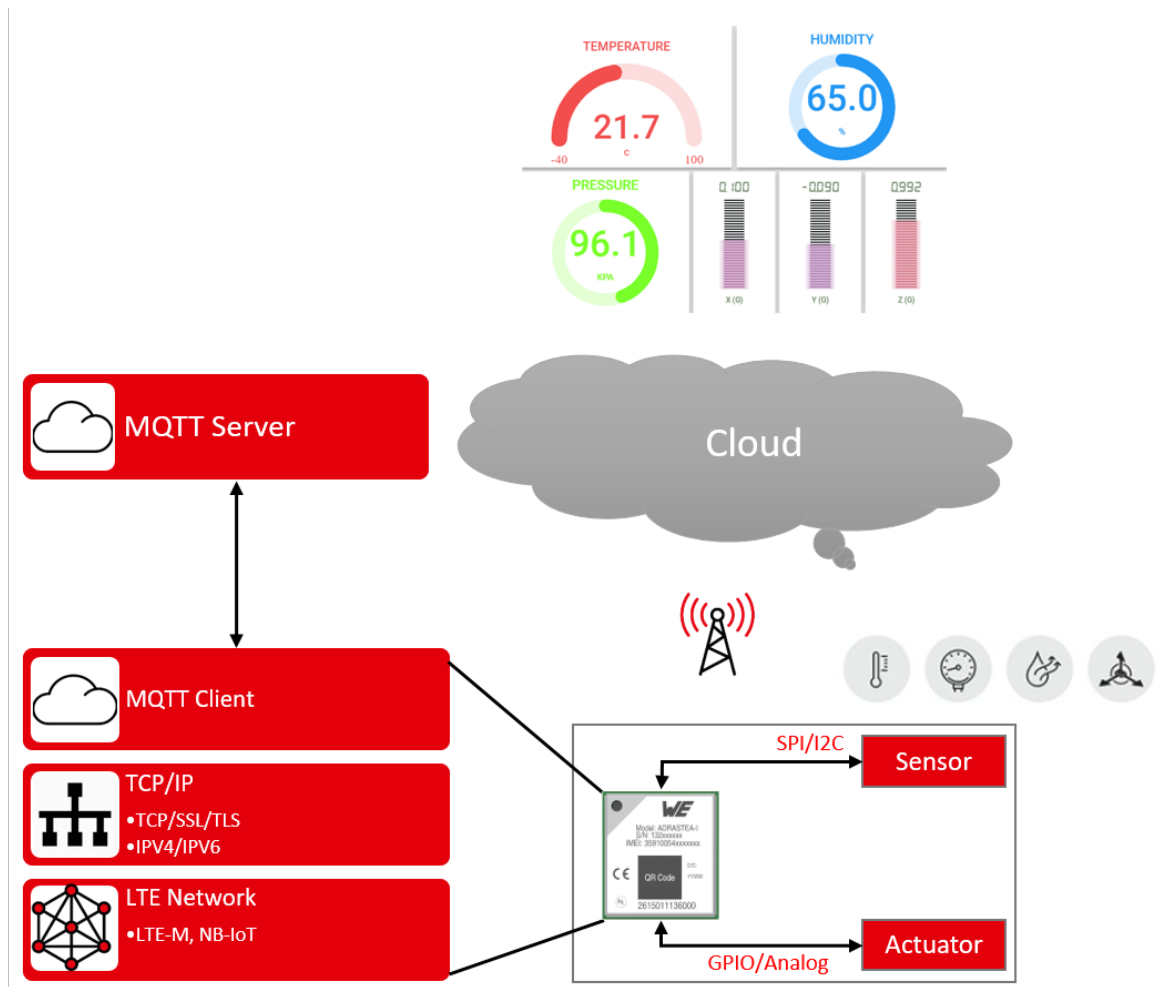 TEMPERATURE
21.7
C
-40
100
HUMIDITY
65.0
%
PRESSURE
96.1
KPA
0.100
X (G)
-0.090
Y (G)
0.992
Z (G)
MQTT Server
Cloud
MQTT Client
TCP/IP
•TCP/SSL/TLS
•IPV4/IPV6
LTE Network
•LTE-M, NB-IoT
SPI/I2C
Sensor
WE
Model: ADRASTEA-I
S/N: 132xxxxxx
IMEI: 35910054xxxxxxx
CE
QR Code
YYWW
2615011136000
GPIO/Analog
Actuator